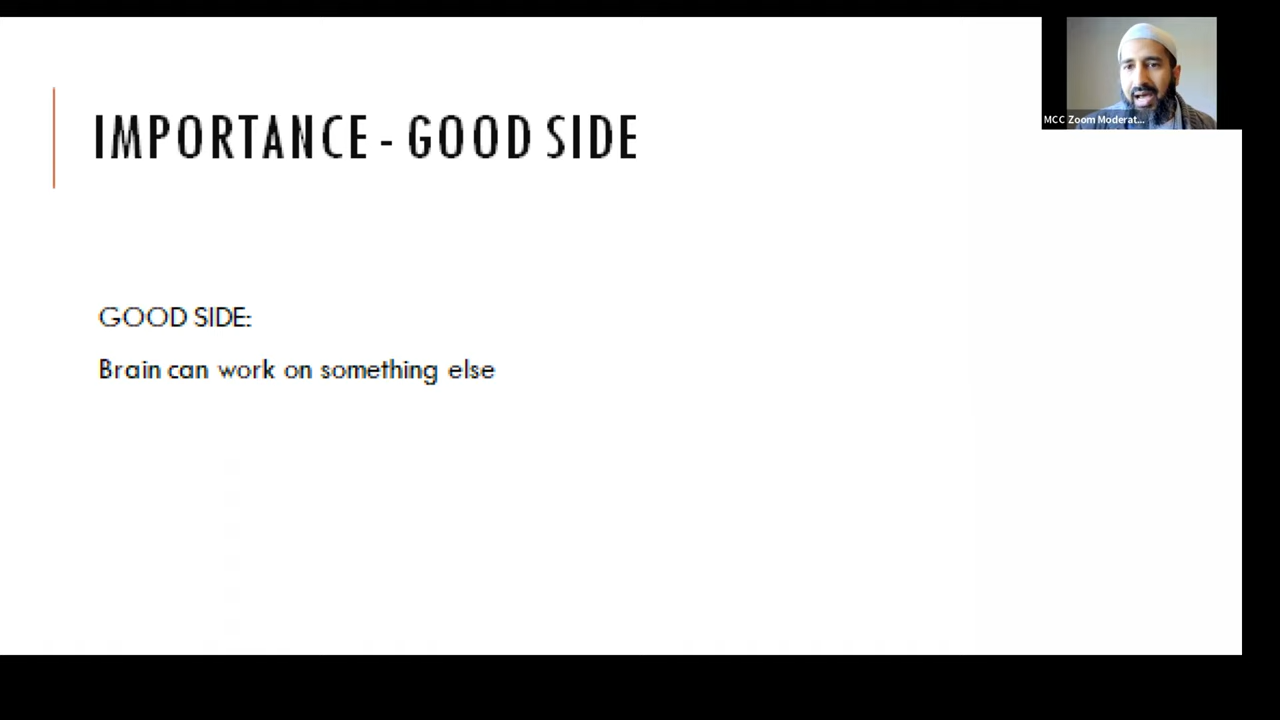 IMPORTANCE - GOOD SIDE
GOOD SIDE:
Brain can work on something else
MCC Zoom Moderat...